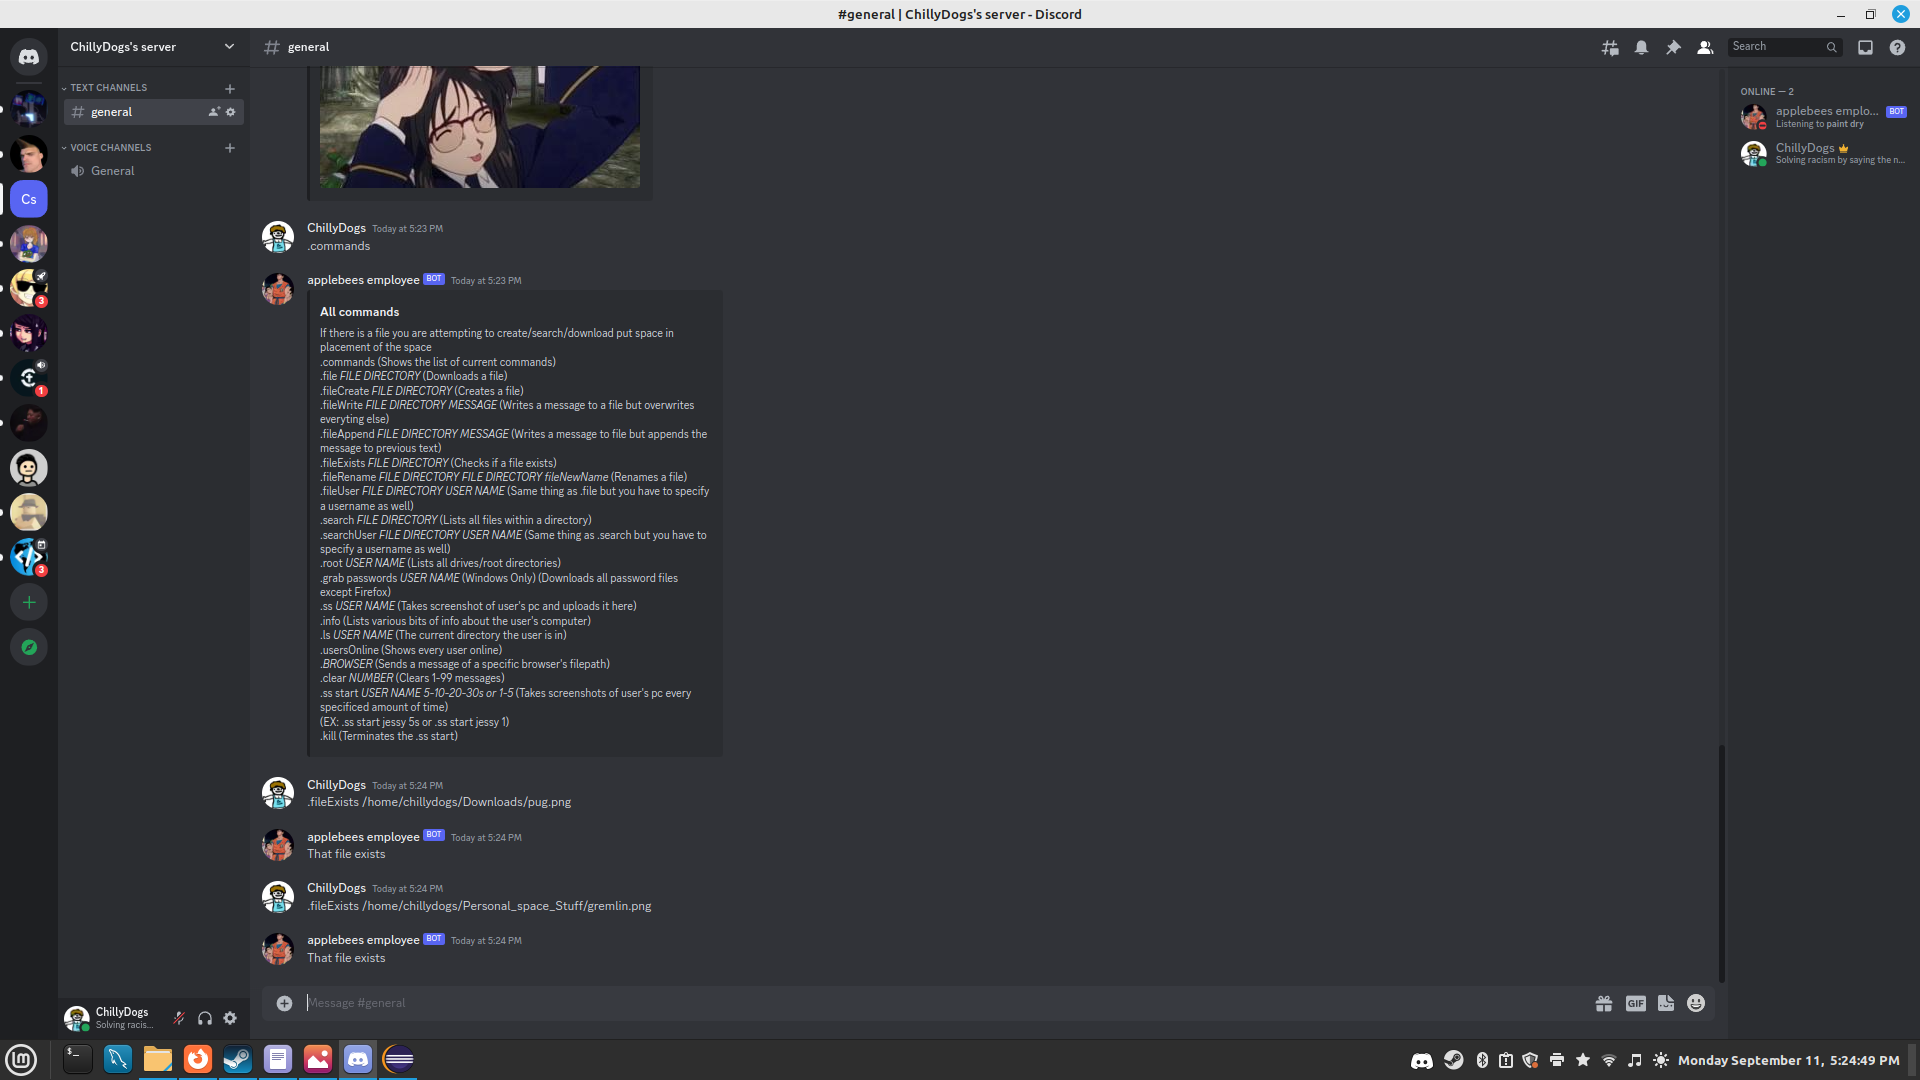 #general | ChillyDogs's server - Discord
ChillyDogs's server
general
Search
TEXT CHANNELS
general
VOICE CHANNELS
General
Cs
3
1
3
ONLINE — 2
applebees emplo... BOT
Listening to paint dry
ChillyDogs
Solving racism by saying the n...
ChillyDogs Today at 5:23 PM
.commands
applebees employee BOT Today at 5:23 PM
All commands
If there is a file you are attempting to create/search/download put space in
placement of the space
.commands (Shows the list of current commands)
.file FILE DIRECTORY (Downloads a file)
.fileCreate FILE DIRECTORY (Creates a file)
.fileWrite FILE DIRECTORY MESSAGE (Writes a message to a file but overwrites
everyting else)
.fileAppend FILE DIRECTORY MESSAGE (Writes a message to file but appends the
message to previous text)
.fileExists FILE DIRECTORY (Checks if a file exists)
.fileRename FILE DIRECTORY FILE DIRECTORY fileNewName (Renames a file)
.fileUser FILE DIRECTORY USER NAME (Same thing as .file but you have to specify
a username as well)
.search FILE DIRECTORY (Lists all files within a directory)
.searchUser FILE DIRECTORY USER NAME (Same thing as .search but you have to
specify a username as well)
.root USER NAME (Lists all drives/root directories)
.grab passwords USER NAME (Windows Only) (Downloads all password files
except Firefox)
.ss USER NAME (Takes screenshot of user's pc and uploads it here)
.info (Lists various bits of info about the user's computer)
.ls USER NAME (The current directory the user is in)
.usersOnline (Shows every user online)
.BROWSER (Sends a message of a specific browser's filepath)
.clear NUMBER (Clears 1-99 messages)
.ss start USER NAME 5-10-20-30s or 1-5 (Takes screenshots of user's pc every
specificed amount of time)
(EX: .ss start jessy 5s or .ss start jessy 1)
.kill (Terminates the .ss start)
ChillyDogs Today at 5:24 PM
.fileExists /home/chillydogs/Downloads/pug.png
applebees employee BOT Today at 5:24 PM
That file exists
ChillyDogs Today at 5:24 PM
.fileExists /home/chillydogs/Personal_space_Stuff/gremlin.png
applebees employee BOT Today at 5:24 PM
That file exists
Message #general
GIF
ChillyDogs
Solving racis...
Monday September 11, 5:24:49 PM